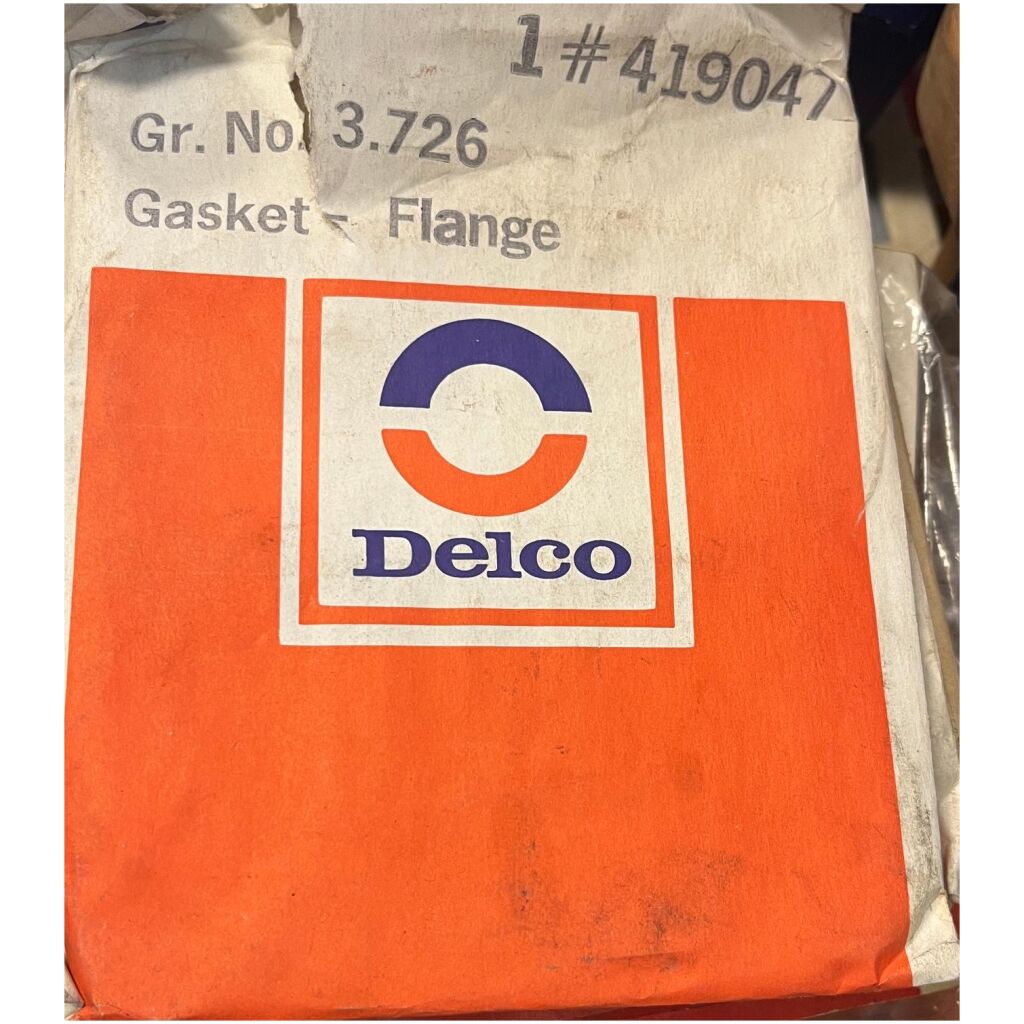 1 # 419047
Gr. No. 3.726
Gasket - Flange
Delco